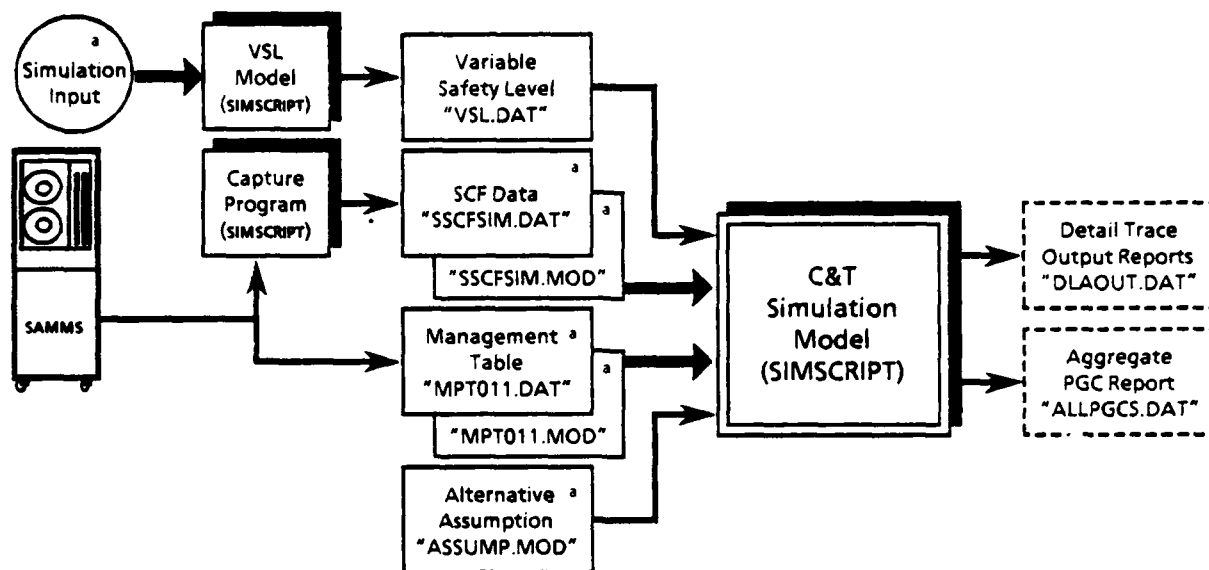 a
Simulation
Input
VSL
Model
(SIMSCRIPT)
Variable
Safety Level
"VSL.DAT"
SAMMS
Capture
Program
(SIMSCRIPT)
a
SCF Data
"SSCFSIM.DAT"
a
"SSCFSIM.MOD"
Management a
Table
"MPT011.DAT"
a
"MPT011.MOD"
Alternative a
Assumption
"ASSUMP.MOD"
C&T
Simulation
Model
(SIMSCRIPT)
Detail Trace
Output Reports
"DLAOUT.DAT"
Aggregate
PGC Report
"ALLPGCS.DAT"